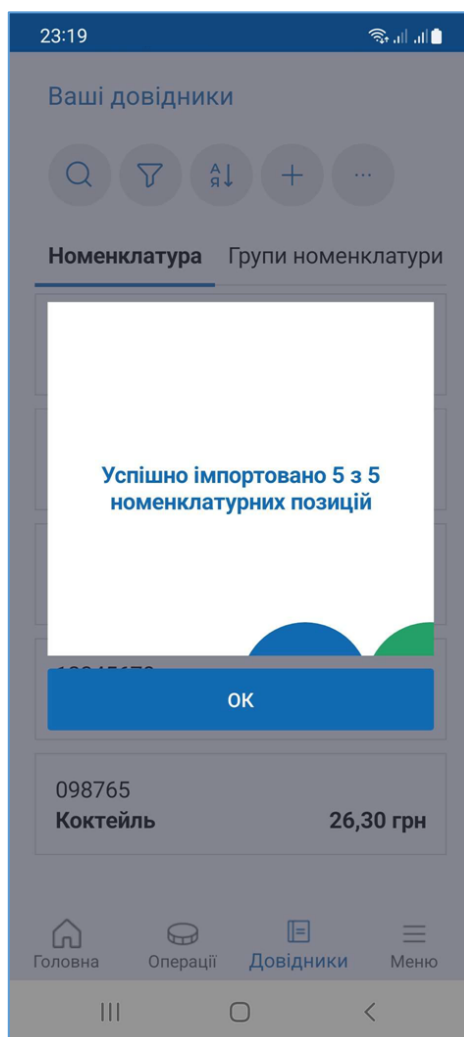 23:19
Ваші довідники
Номенклатура Групи номенклатури
Успішно імпортовано 5 з 5
номенклатурних позицій
ОК
098765
Коктейль 26,30 грн
Головна Операції Довідники Меню